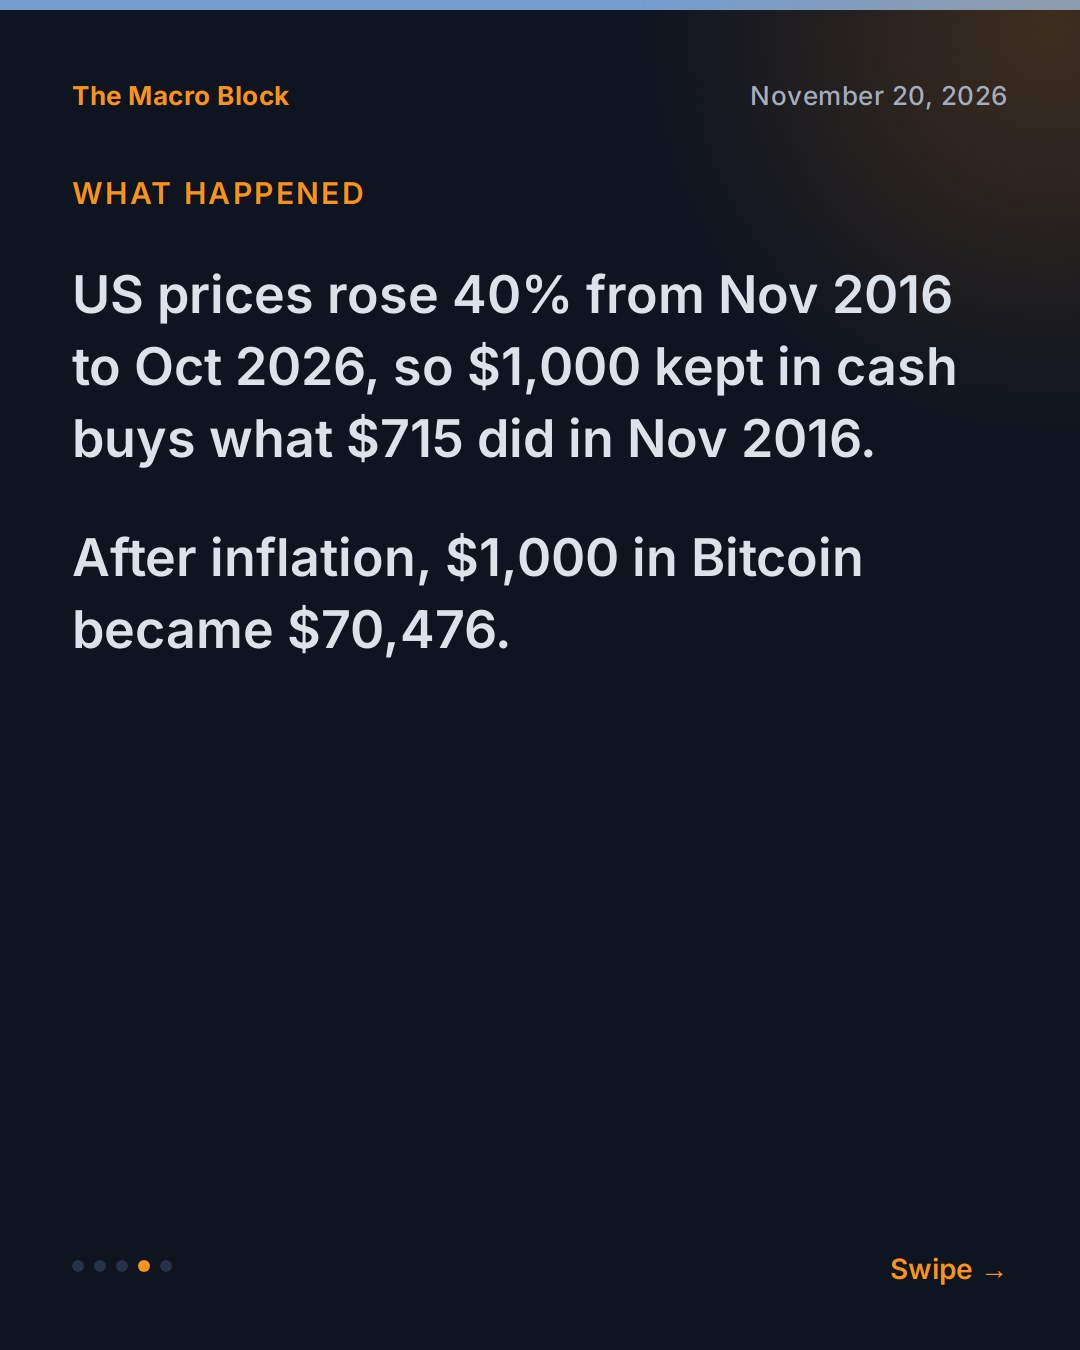 The Macro Block
November 20, 2026
WHAT HAPPENED
US prices rose 40% from Nov 2016
to Oct 2026, so $1,000 kept in cash
buys what $715 did in Nov 2016.
After inflation, $1,000 in Bitcoin
became $70,476.
Swipe →